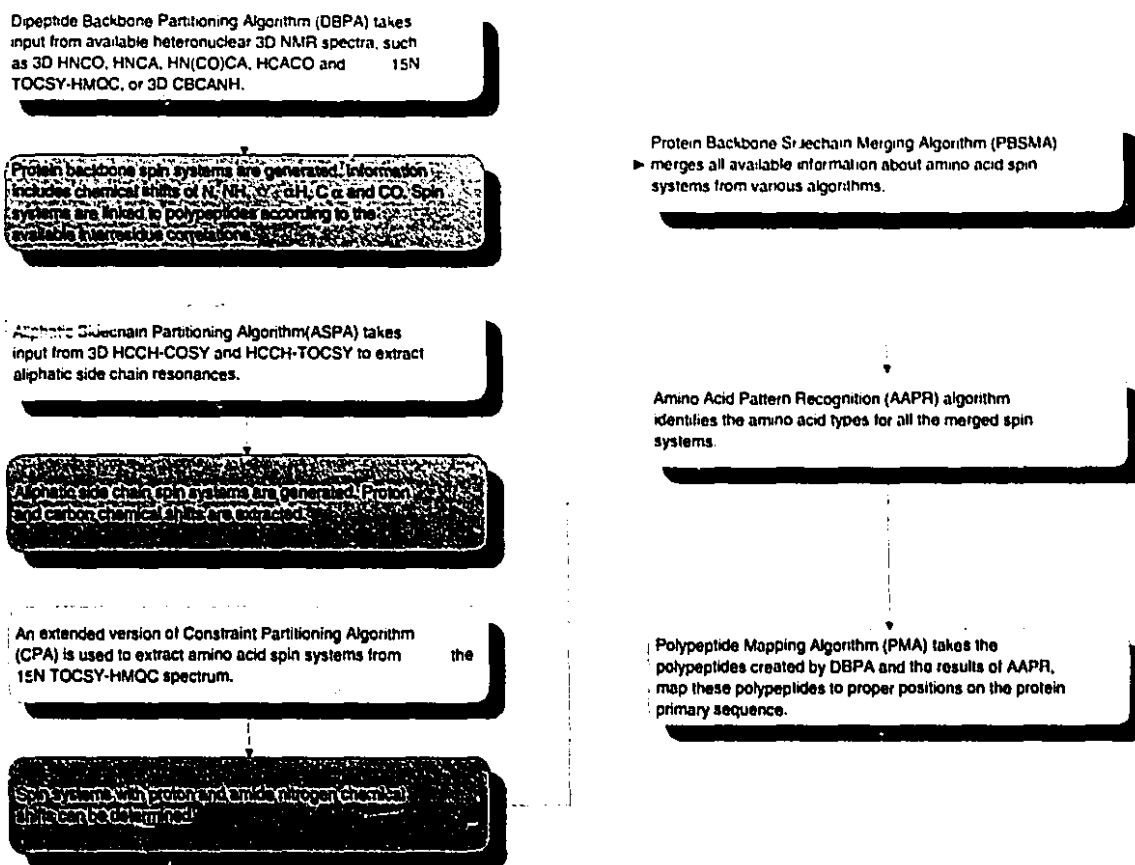 Dipeptide Backbone Partitioning Algorithm (DBPA) takes
input from available heteronuclear 3D NMR spectra, such
as 3D HNCO, HNCA, HN(CO)CA, HCACO and 15N
TOCSY-HMQC, or 3D CBCANH.
Protein backbone spin systems are generated. Information
includes chemical shifts of N, NH, αH, Cα and CO. Spin
systems are linked to polypeptides according to the
available interresidue correlations.
Aliphatic Sidechain Partitioning Algorithm(ASPA) takes
input from 3D HCCH-COSY and HCCH-TOCSY to extract
aliphatic side chain resonances.
Aliphatic side chain spin systems are generated. Proton
and carbon chemical shifts are extracted.
An extended version of Constraint Partitioning Algorithm
(CPA) is used to extract amino acid spin systems from the
15N TOCSY-HMQC spectrum.
Spin systems with proton and amide nitrogen chemical
shifts can be determined.
Protein Backbone Sidechain Merging Algorithm (PBSMA)
merges all available information about amino acid spin
systems from various algorithms.
Amino Acid Pattern Recognition (AAPR) algorithm
identifies the amino acid types for all the merged spin
systems.
Polypeptide Mapping Algorithm (PMA) takes the
polypeptides created by DBPA and the results of AAPR,
map these polypeptides to proper positions on the protein
primary sequence.